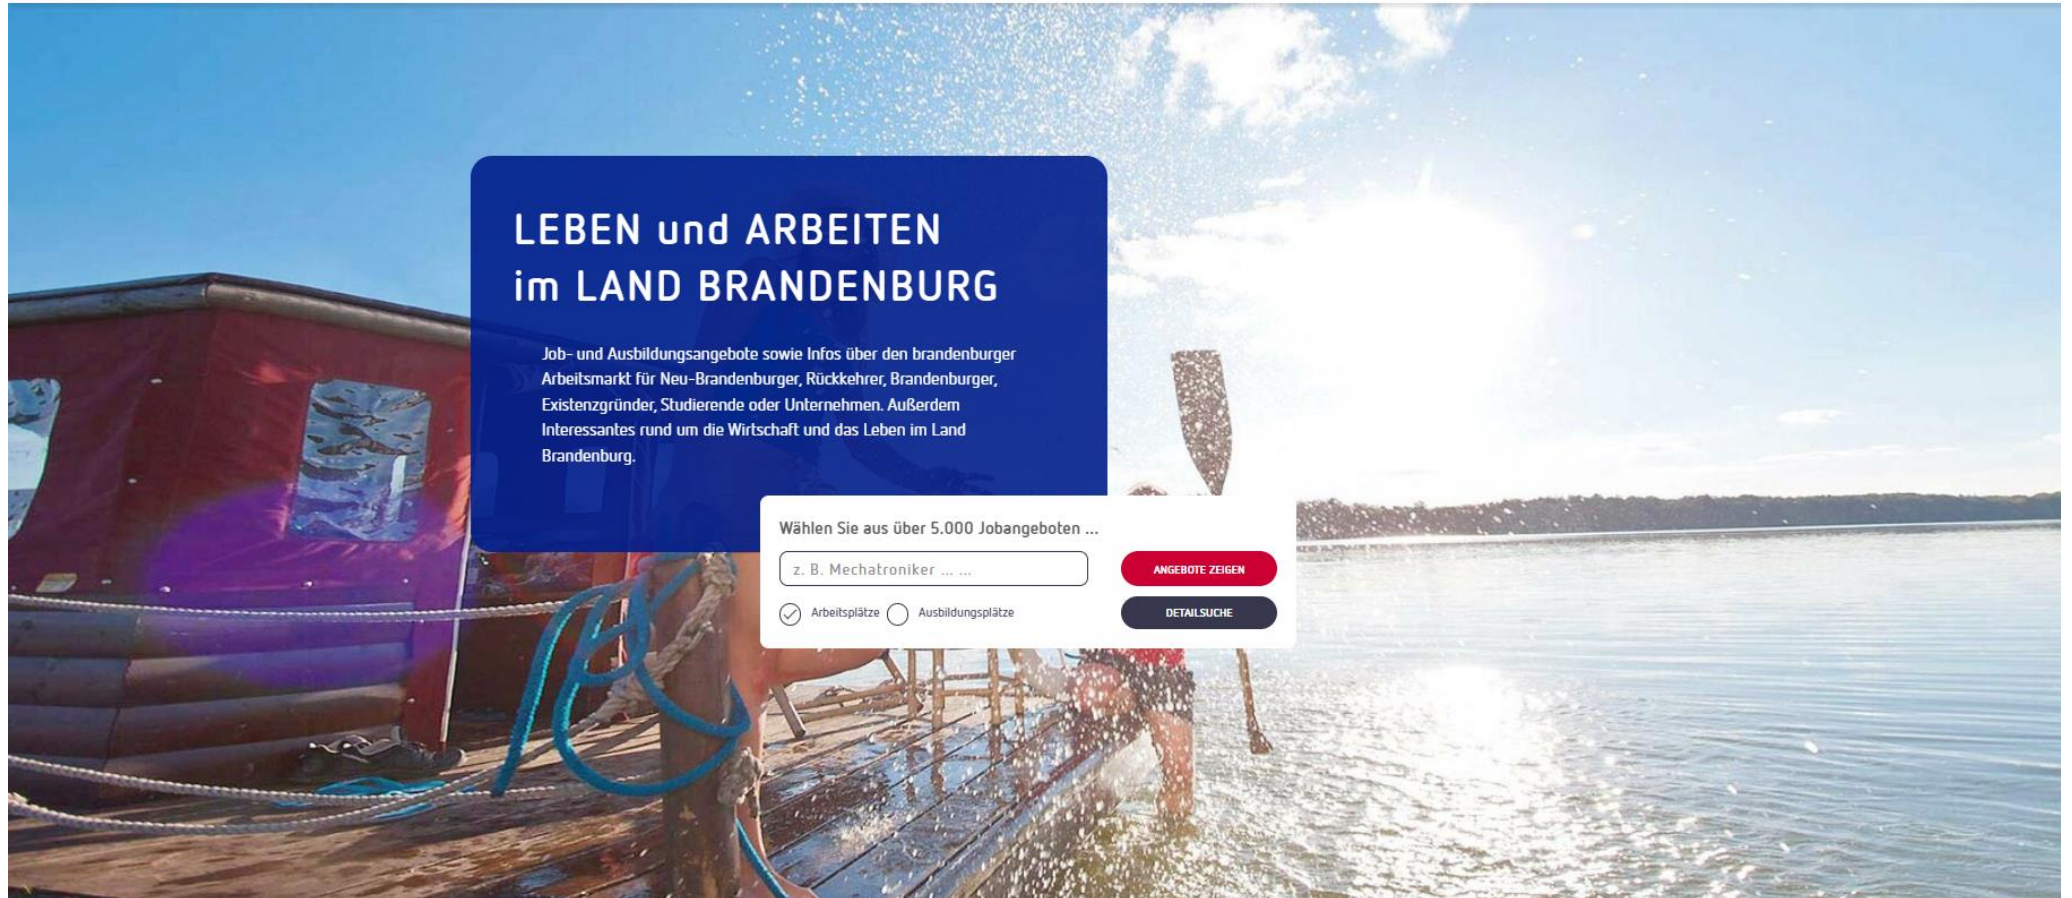 LEBEN und ARBEITEN
im LAND BRANDENBURG
Job- und Ausbildungsangebote sowie Infos über den brandenburger
Arbeitsmarkt für Neu-Brandenburger, Rückkehrer, Brandenburger,
Existenzgründer, Studierende oder Unternehmen. Außerdem
Interessantes rund um die Wirtschaft und das Leben im Land
Brandenburg.
Wählen Sie aus über 5.000 Jobangeboten ...
z. B. Mechatroniker ... ...
ANGEBOTE ZEIGEN
Arbeitsplätze Ausbildungsplätze
DETAILSUCHE